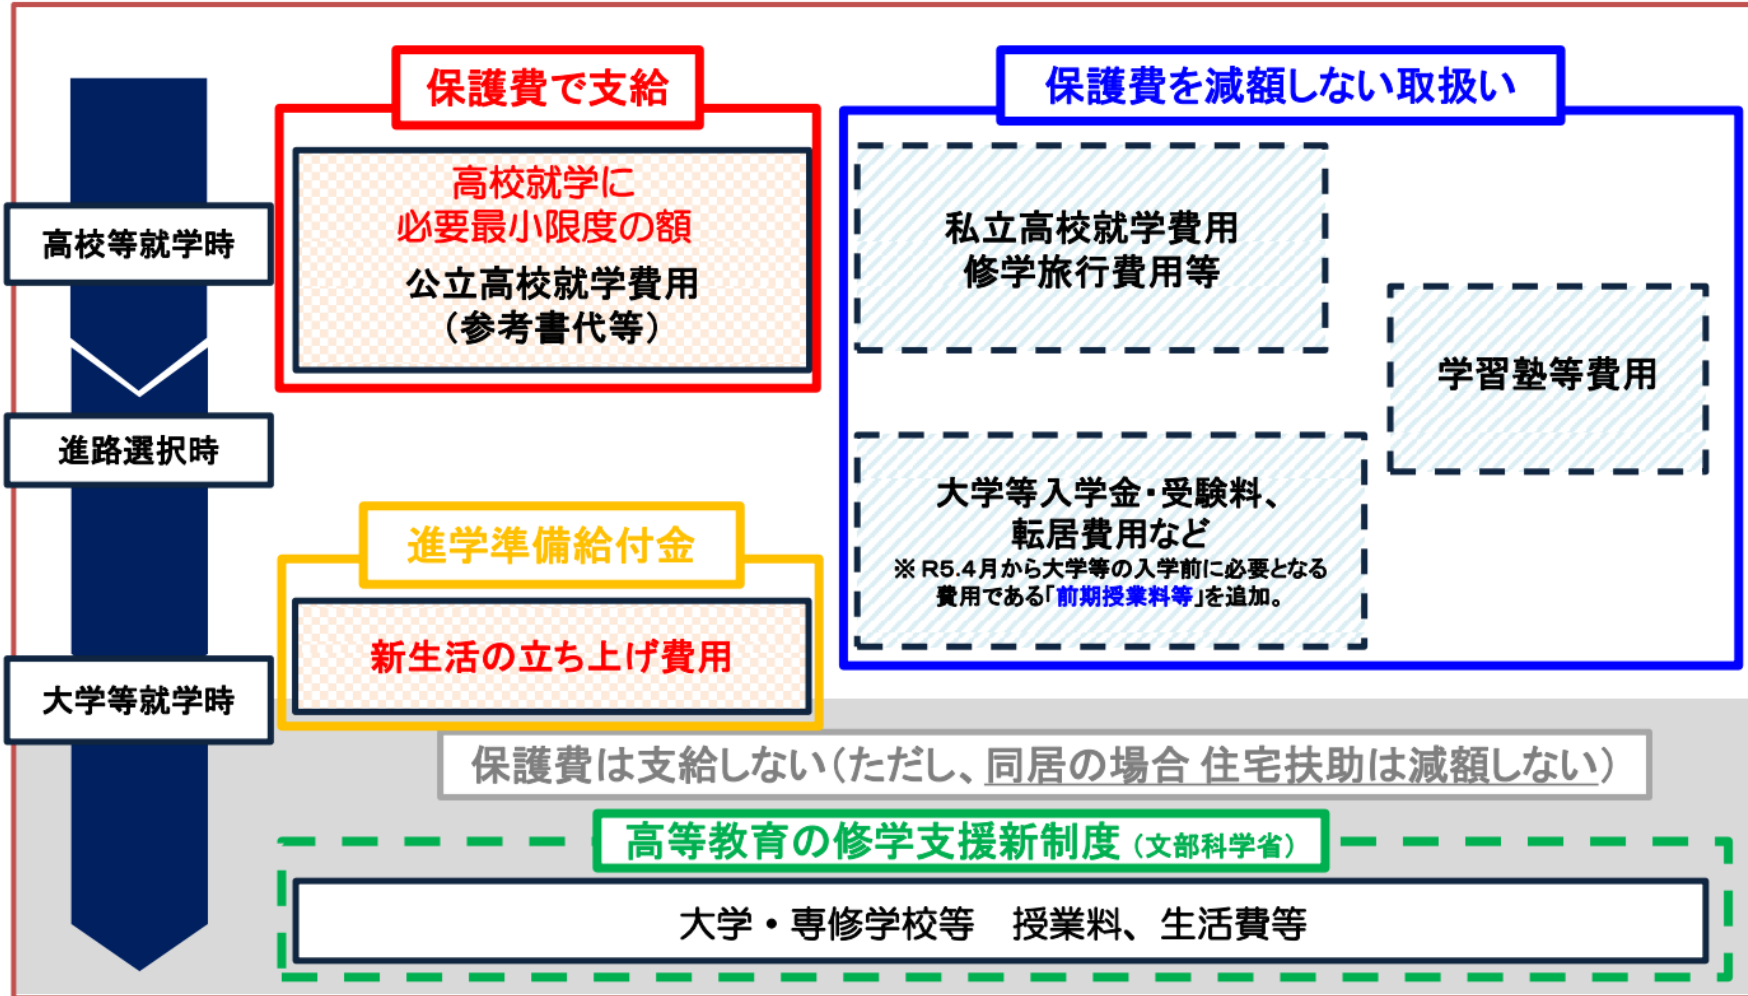 保護費で支給
保護費を減額しない取扱い
高校等就学時
高校就学に
必要最小限度の額
公立高校就学費用
（参考書代等）
私立高校就学費用
修学旅行費用等
学習塾等費用
進路選択時
大学等入学金・受験料、
転居費用など
※R5.4月から大学等の入学前に必要となる
費用である「前期授業料等」を追加。
進学準備給付金
新生活の立ち上げ費用
大学等就学時
保護費は支給しない（ただし、同居の場合 住宅扶助は減額しない）
高等教育の修学支援新制度（文部科学省）
大学・専修学校等　授業料、生活費等